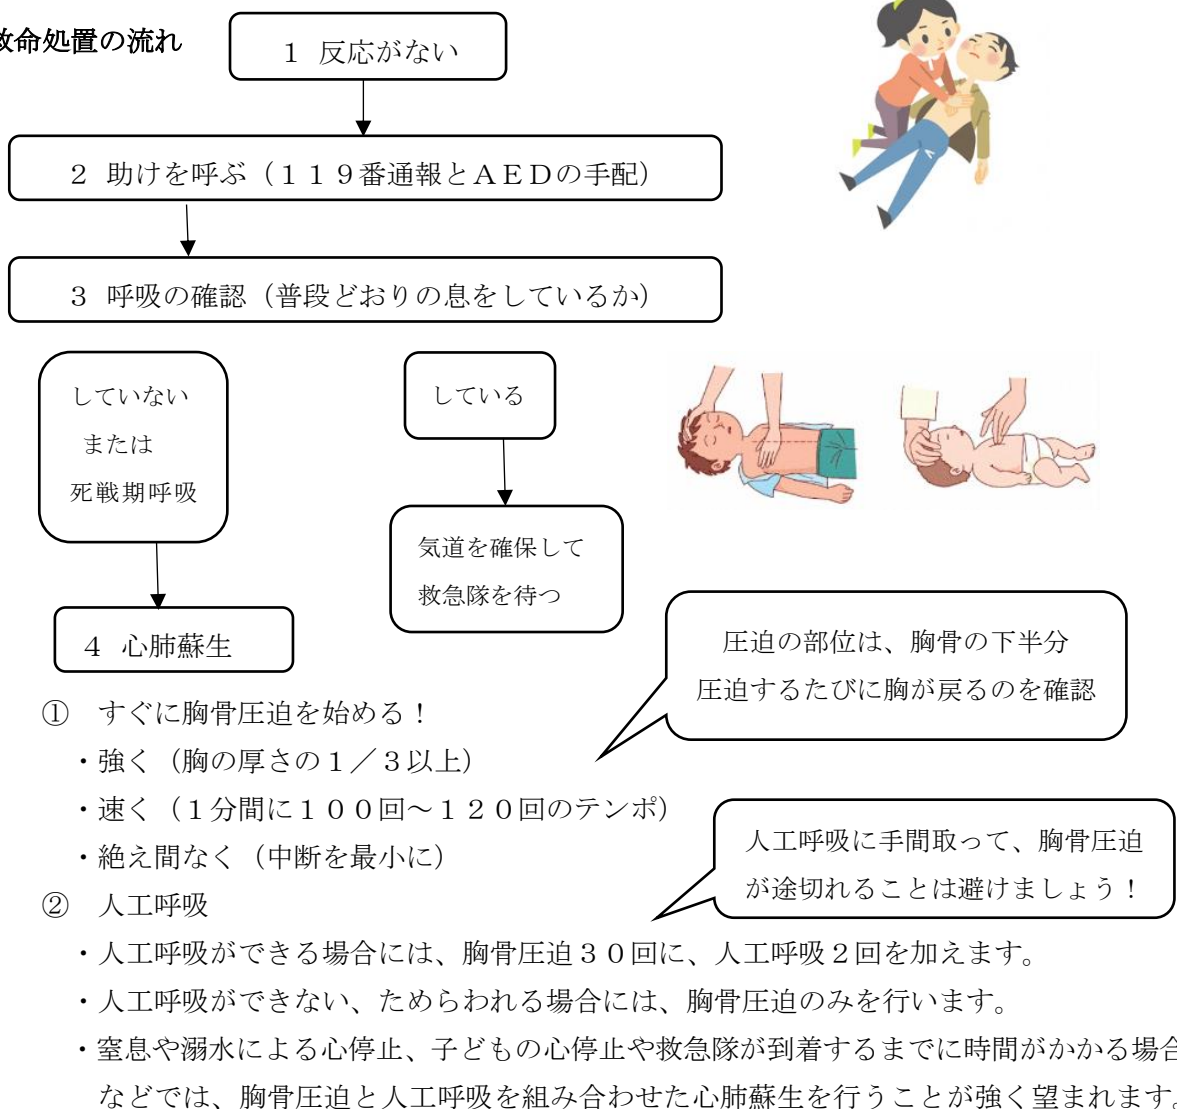 救命処置の流れ
１　反応がない
２　助けを呼ぶ（１１９番通報とＡＥＤの手配）
３　呼吸の確認（普段どおりの息をしているか）
していない
または
死戦期呼吸
している
気道を確保して
救急隊を待つ
４　心肺蘇生
圧迫の部位は、胸骨の下半分
圧迫するたびに胸が戻るのを確認
①　すぐに胸骨圧迫を始める！
・強く（胸の厚さの１／３以上）
・速く（１分間に１００回～１２０回のテンポ）
・絶え間なく（中断を最小に）
人工呼吸に手間取って、胸骨圧迫
が途切れることは避けましょう！
②　人工呼吸
・人工呼吸ができる場合には、胸骨圧迫３０回に、人工呼吸２回を加えます。
・人工呼吸ができない、ためらわれる場合には、胸骨圧迫のみを行います。
・窒息や溺水による心停止、子どもの心停止や救急隊が到着するまでに時間がかかる場合
などでは、胸骨圧迫と人工呼吸を組み合わせた心肺蘇生を行うことが強く望まれます。